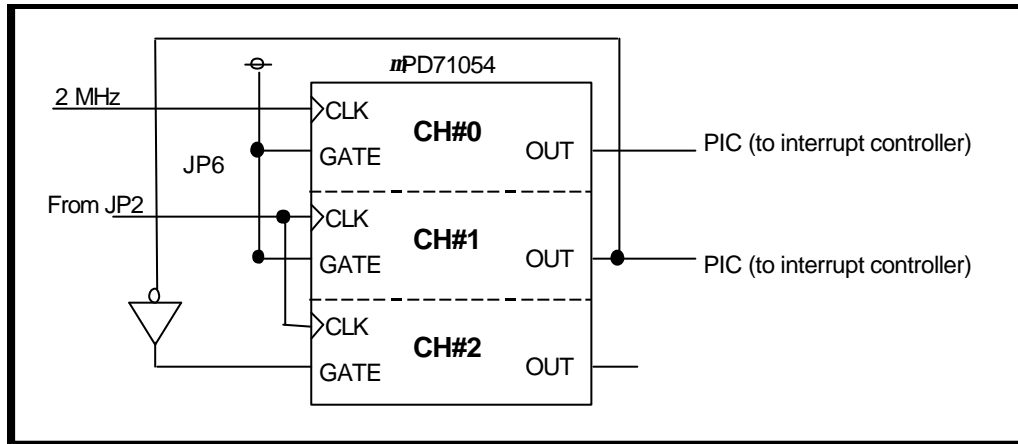 mPD71054
2 MHz
CLK
CH#0
GATE
OUT
PIC (to interrupt controller)
JP6
From JP2
CLK
CH#1
GATE
OUT
PIC (to interrupt controller)
CLK
CH#2
GATE
OUT